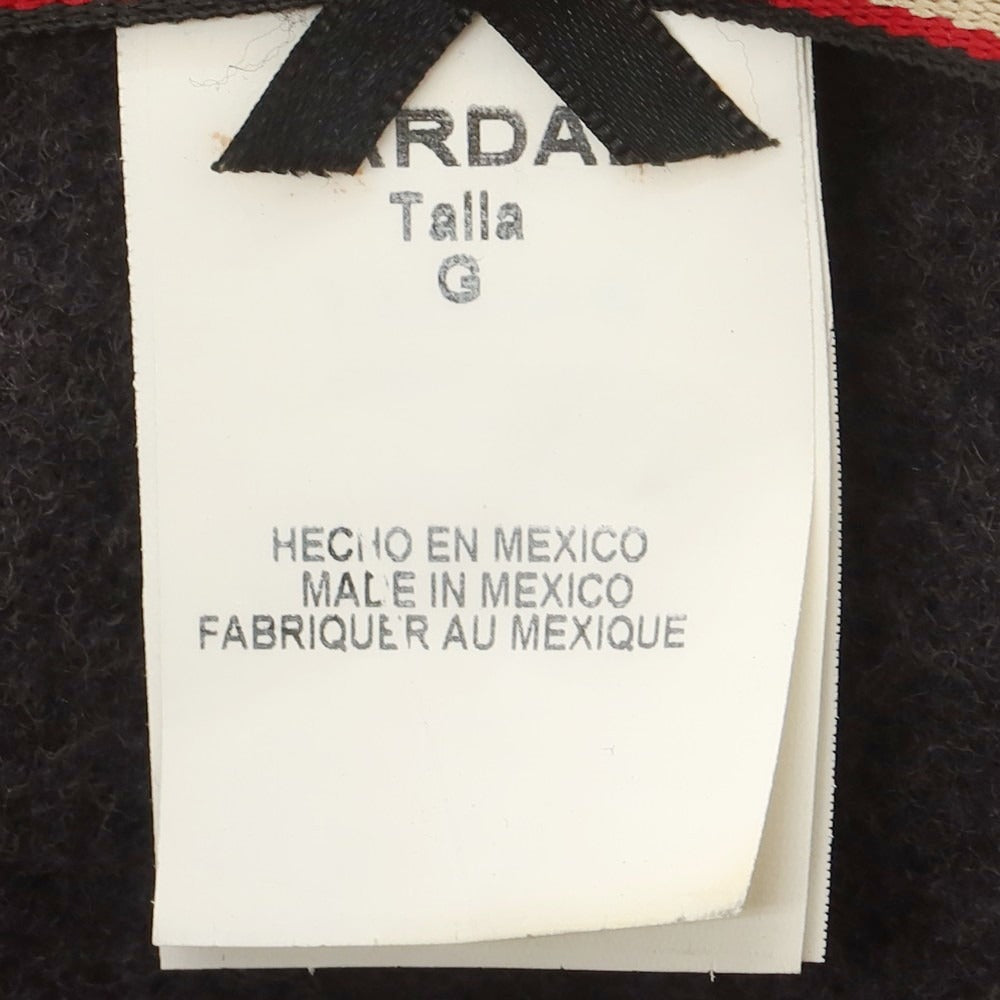 Talla
G
HECHO EN MEXICO
MADE IN MEXICO
FABRIQUER AU MEXIQUE